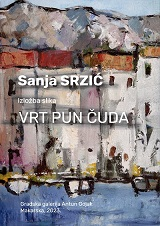 Sanja SRZIĆ
Izložba slika
VRT PUN ČUDA
Gradska galerija Antun Gojak
Makarska, 2023.